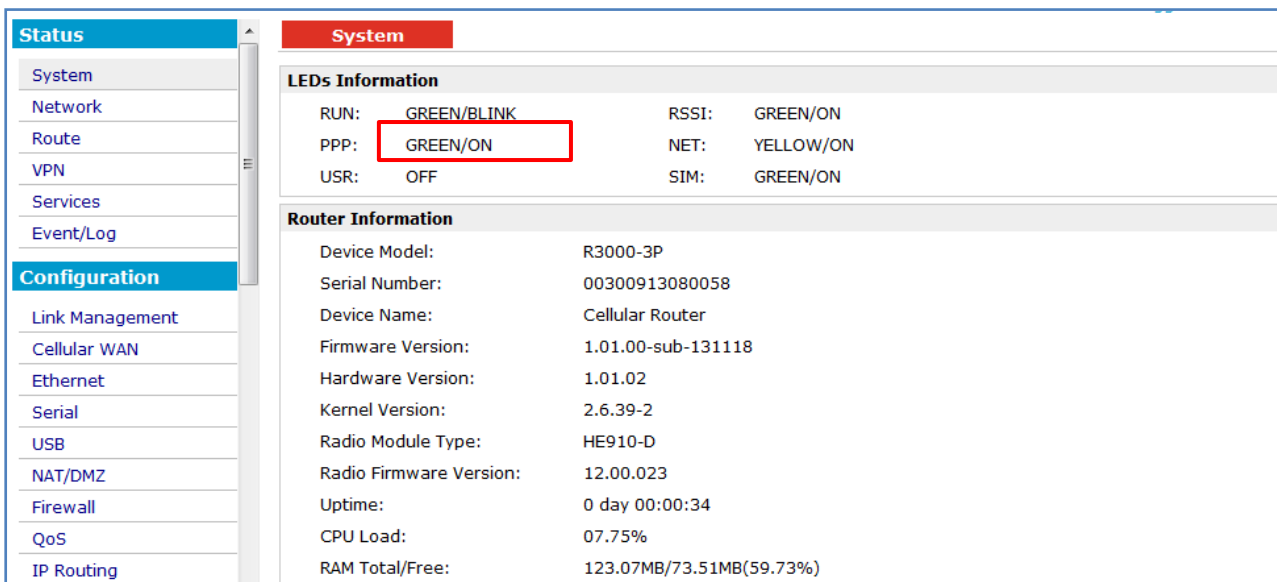 Status
System
Network
Route
VPN
Services
Event/Log
Configuration
Link Management
Cellular WAN
Ethernet
Serial
USB
NAT/DMZ
Firewall
QoS
IP Routing
System
LEDs Information
RUN: GREEN/BLINK RSSI: GREEN/ON
PPP: GREEN/ON NET: YELLOW/ON
USR: OFF SIM: GREEN/ON
Router Information
Device Model: R3000-3P
Serial Number: 00300913080058
Device Name: Cellular Router
Firmware Version: 1.01.00-sub-131118
Hardware Version: 1.01.02
Kernel Version: 2.6.39-2
Radio Module Type: HE910-D
Radio Firmware Version: 12.00.023
Uptime: 0 day 00:00:34
CPU Load: 07.75%
RAM Total/Free: 123.07MB/73.51MB(59.73%)